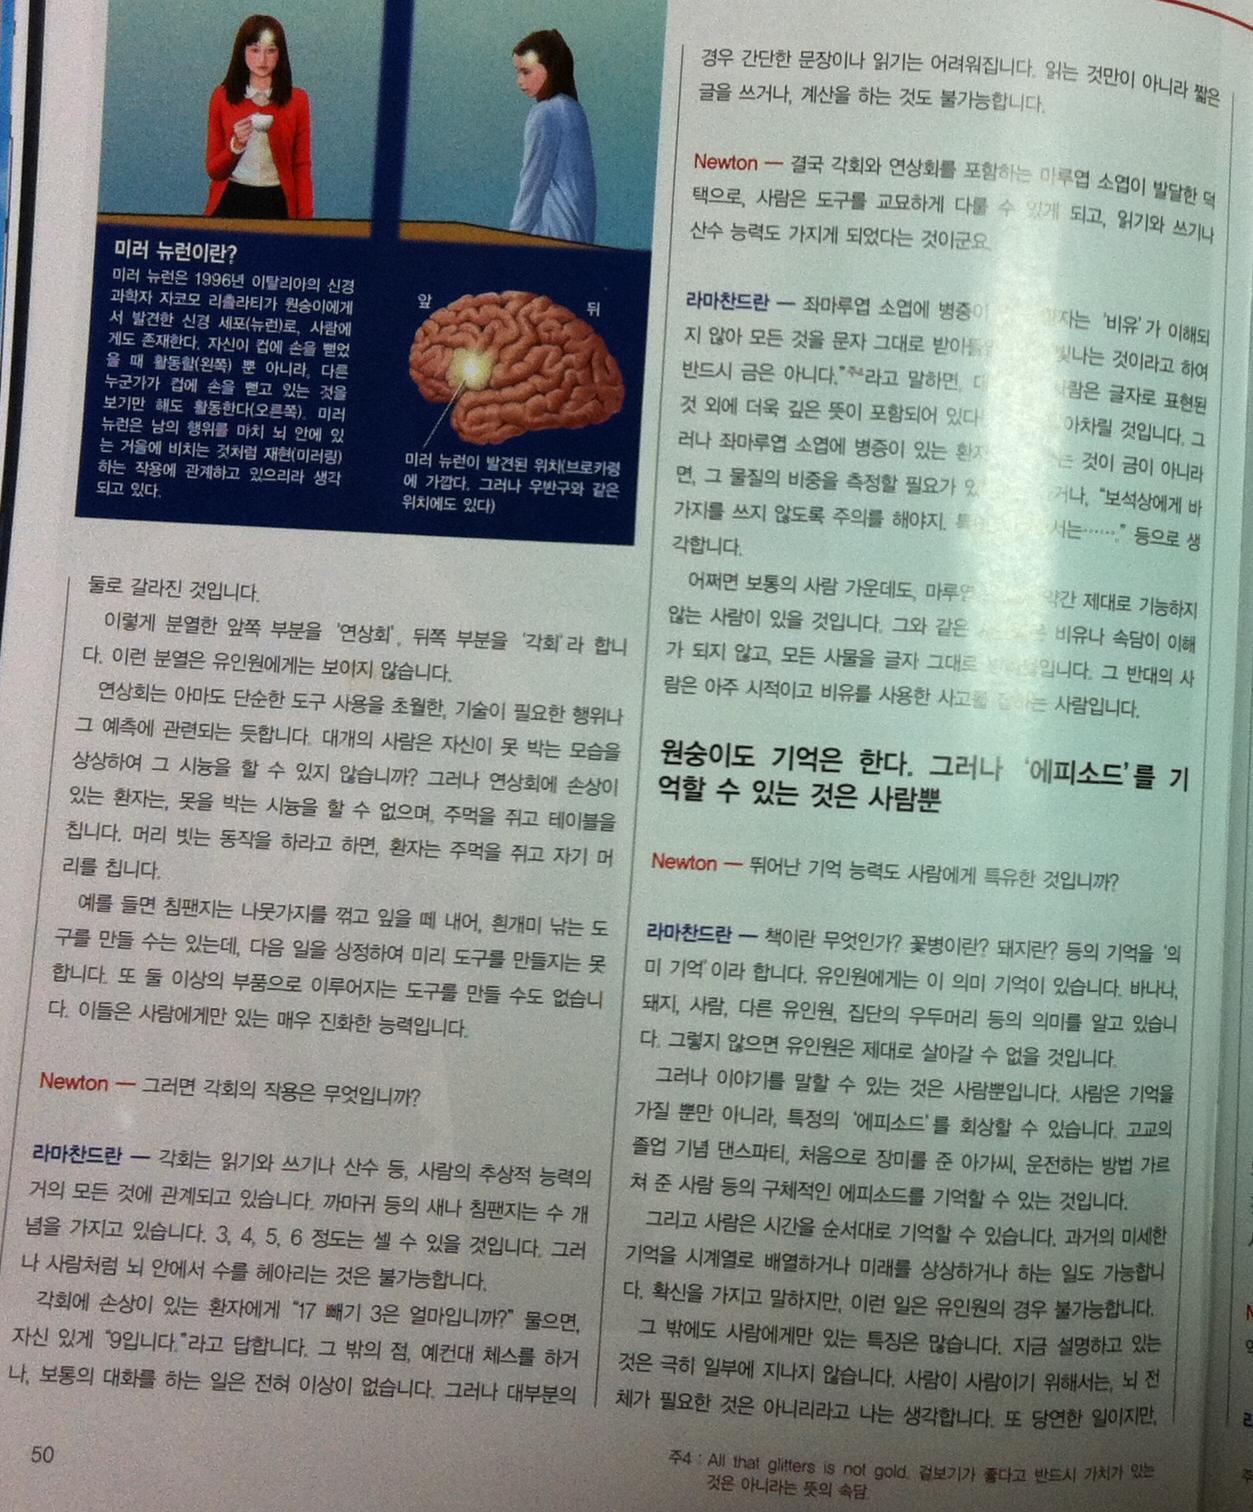 미러 뉴런이란?
미러 뉴런은 1996년 이탈리아의 신경
과학자 자코모 리촐라티가 원숭이에게
서 발견한 신경 세포(뉴런)로, 사람에
게도 존재한다. 자신이 컵에 손을 뻗었
을 때 활동할(왼쪽) 뿐 아니라, 다른
누군가가 컵에 손을 뻗고 있는 것을
보기만 해도 활동한다(오른쪽). 미러
뉴런은 남의 행위를 마치 뇌 안에 있
는 거울에 비치는 것처럼 재현(미러링)
하는 작용에 관계하고 있으리라 생각
되고 있다.
앞
뒤
미러 뉴런이 발견된 위치(브로카령
에 가깝다. 그러나 우반구와 같은
위치에도 있다)
둘로 갈라진 것입니다.
이렇게 분열한 앞쪽 부분을 '연상회', 뒤쪽 부분을 '각회'라 합니
다. 이런 분열은 유인원에게는 보이지 않습니다.
연상회는 아마도 단순한 도구 사용을 초월한, 기술이 필요한 행위나
그 예측에 관련되는 듯합니다. 대개의 사람은 자신이 못 박는 모습을
상상하여 그 시늉을 할 수 있지 않습니까? 그러나 연상회에 손상이
있는 환자는, 못을 박는 시늉을 할 수 없으며, 주먹을 쥐고 테이블을
칩니다. 머리 빗는 동작을 하라고 하면, 환자는 주먹을 쥐고 자기 머
리를 칩니다.
예를 들면 침팬지는 나뭇가지를 꺾고 잎을 떼 내어, 흰개미 낚는 도
구를 만들 수는 있는데, 다음 일을 상정하여 미리 도구를 만들지는 못
합니다. 또 둘 이상의 부품으로 이루어지는 도구를 만들 수도 없습니
다. 이들은 사람에게만 있는 매우 진화한 능력입니다.
Newton ― 그러면 각회의 작용은 무엇입니까?
라마찬드란 ― 각회는 읽기와 쓰기나 산수 등, 사람의 추상적 능력의
거의 모든 것에 관계되고 있습니다. 까마귀 등의 새나 침팬지는 수 개
념을 가지고 있습니다. 3, 4, 5, 6 정도는 셀 수 있을 것입니다. 그러
나 사람처럼 뇌 안에서 수를 헤아리는 것은 불가능합니다.
각회에 손상이 있는 환자에게 "17 빼기 3은 얼마입니까?" 물으면,
자신 있게 "9입니다."라고 답합니다. 그 밖의 점, 예컨대 체스를 하거
나, 보통의 대화를 하는 일은 전혀 이상이 없습니다. 그러나 대부분의
50
경우 간단한 문장이나 읽기는 어려워집니다. 읽는 것만이 아니라 짧은
글을 쓰거나, 계산을 하는 것도 불가능합니다.
Newton ― 결국 각회와 연상회를 포함하는 마루엽 소엽이 발달한 덕
택으로, 사람은 도구를 교묘하게 다룰 수 있게 되고, 읽기와 쓰기나
산수 능력도 가지게 되었다는 것이군요.
라마찬드란 ― 좌마루엽 소엽에 병증이 환자는, '비유'가 이해되
지 않아 모든 것을 문자 그대로 받아들 빛나는 것이라고 하여
반드시 금은 아니다."주4라고 말하면, 사람은 글자로 표현된
것 외에 더욱 깊은 뜻이 포함되어 있다 아차릴 것입니다. 그
러나 좌마루엽 소엽에 병증이 있는 환자 것이 금이 아니라
면, 그 물질의 비중을 측정할 필요가 있 거나, "보석상에게 바
가지를 쓰지 않도록 주의를 해야지. 서는……." 등으로 생
각합니다.
어쩌면 보통의 사람 가운데도, 마루엽 약간 제대로 기능하지
않는 사람이 있을 것입니다. 그와 같은 비유나 속담이 이해
가 되지 않고, 모든 사물을 글자 그대로 입니다. 그 반대의 사
람은 아주 시적이고 비유를 사용한 사고를 사람입니다.
원숭이도 기억은 한다. 그러나 '에피소드'를 기
억할 수 있는 것은 사람뿐
Newton ― 뛰어난 기억 능력도 사람에게 특유한 것입니까?
라마찬드란 ― 책이란 무엇인가? 꽃병이란? 돼지란? 등의 기억을 '의
미 기억'이라 합니다. 유인원에게는 이 의미 기억이 있습니다. 바나나,
돼지, 사람, 다른 유인원, 집단의 우두머리 등의 의미를 알고 있습니
다. 그렇지 않으면 유인원은 제대로 살아갈 수 없을 것입니다.
그러나 이야기를 말할 수 있는 것은 사람뿐입니다. 사람은 기억을
가질 뿐만 아니라, 특정의 '에피소드'를 회상할 수 있습니다. 고교의
졸업 기념 댄스파티, 처음으로 장미를 준 아가씨, 운전하는 방법 가르
쳐 준 사람 등의 구체적인 에피소드를 기억할 수 있는 것입니다.
그리고 사람은 시간을 순서대로 기억할 수 있습니다. 과거의 미세한
기억을 시계열로 배열하거나 미래를 상상하거나 하는 일도 가능합니
다. 확신을 가지고 말하지만, 이런 일은 유인원의 경우 불가능합니다.
그 밖에도 사람에게만 있는 특징은 많습니다. 지금 설명하고 있는
것은 극히 일부에 지나지 않습니다. 사람이 사람이기 위해서는, 뇌 전
체가 필요한 것은 아니리라고 나는 생각합니다. 또 당연한 일이지만,
주4 : All that glitters is not gold. 겉보기가 좋다고 반드시 가치가 있는
것은 아니라는 뜻의 속담